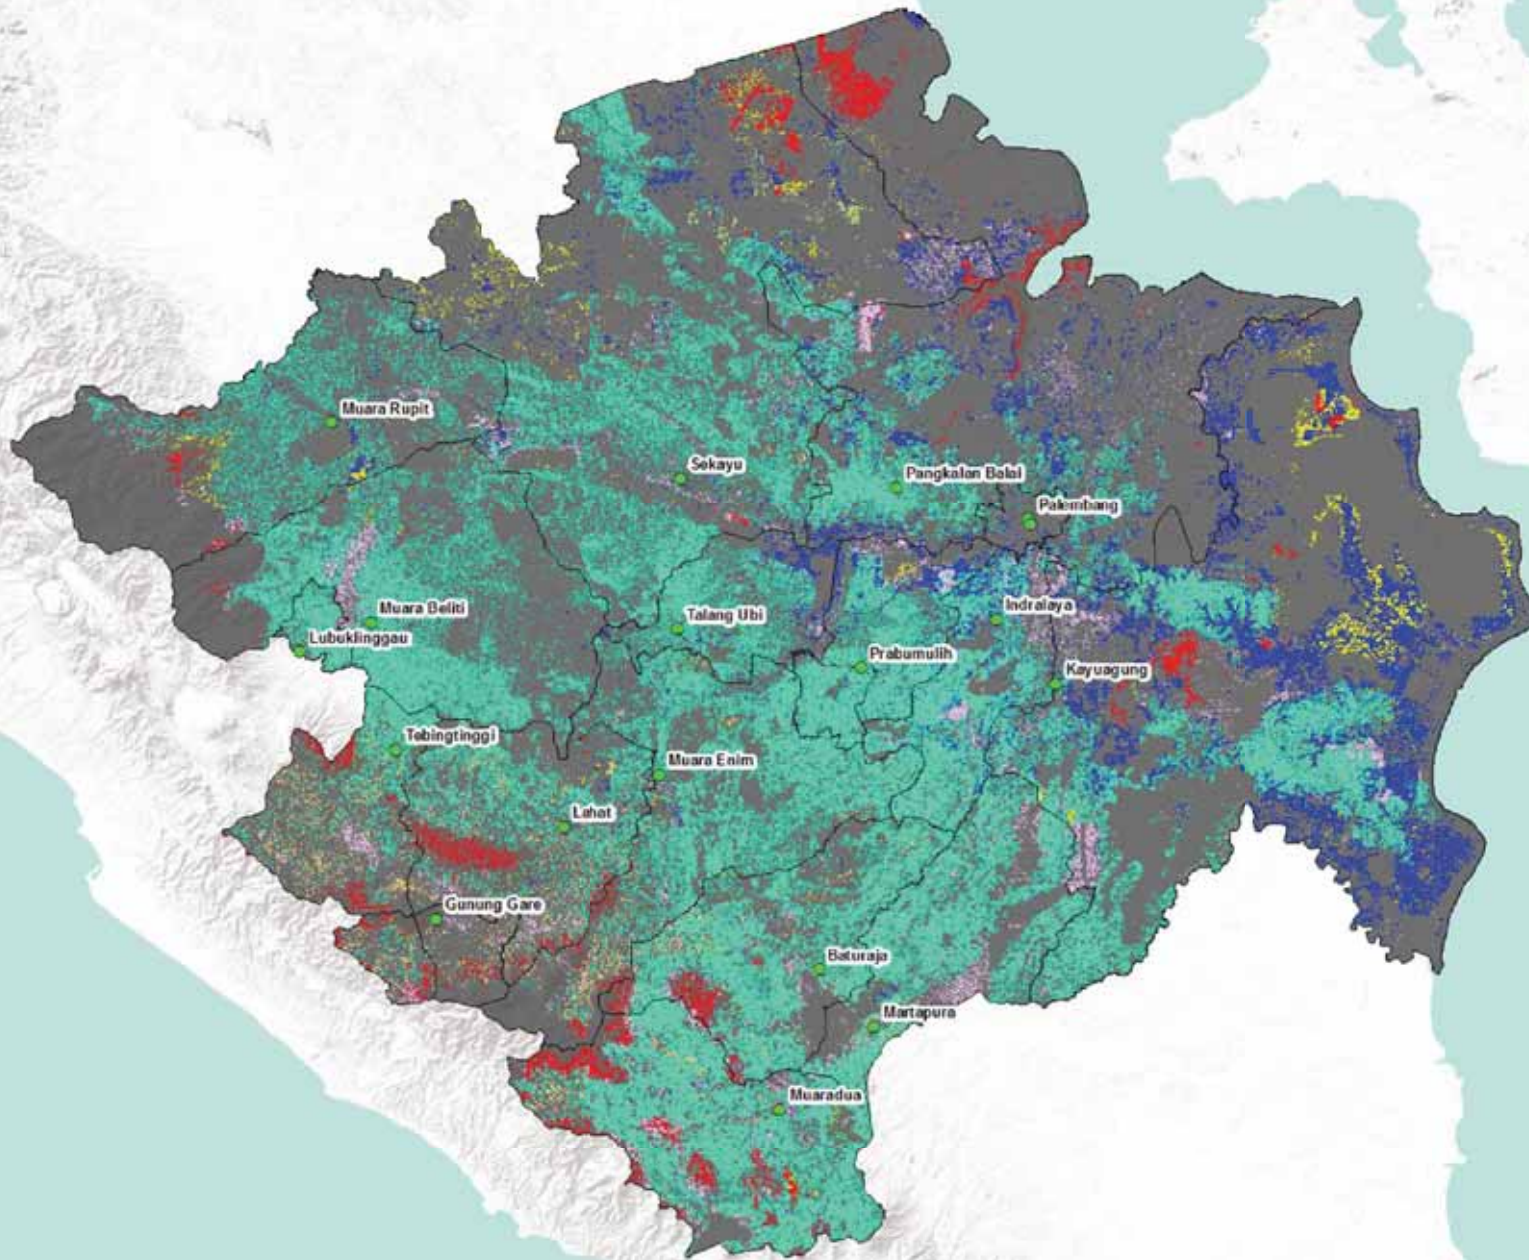 Muara Rupit
Sekayu
Pangkalan Balai
Palembang
Muara Beliti
Talang Ubi
Indralaya
Lubuklinggau
Prabumulih
Kayuagung
Tebingtinggi
Muara Enim
Lahat
Gunung Gare
Baturaja
Martapura
Muaradua